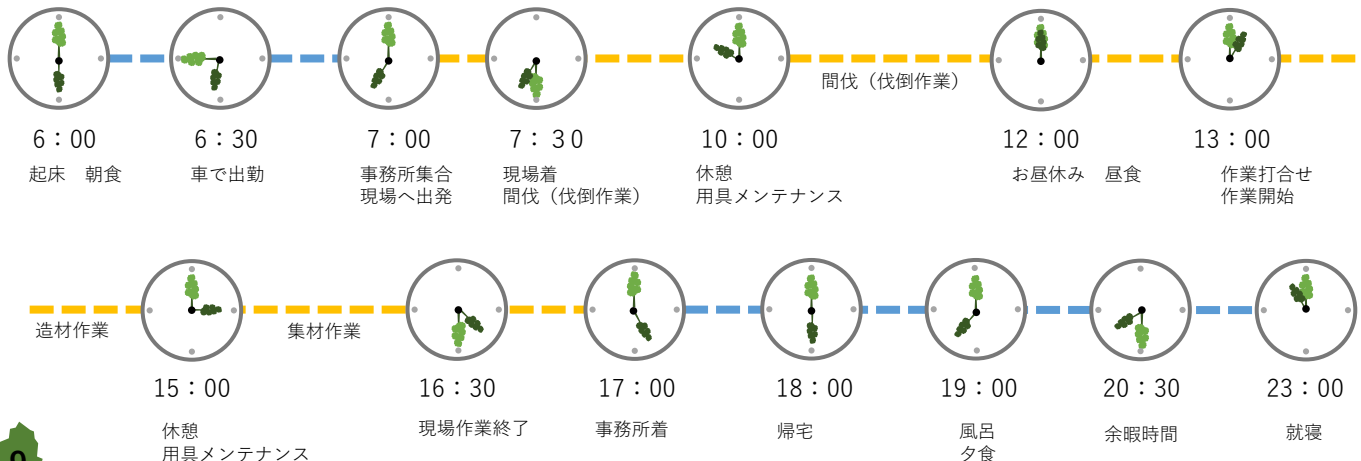 間伐（伐倒作業）
6：00
6：30
7：00
7：30
10：00
12：00
13：00
起床　朝食
車で出勤
事務所集合
現場へ出発
現場着
間伐（伐倒作業）
休憩
用具メンテナンス
お昼休み　昼食
作業打合せ
作業開始
造材作業
集材作業
15：00
16：30
17：00
18：00
19：00
20：30
23：00
休憩
用具メンテナンス
現場作業終了
事務所着
帰宅
風呂
夕食
余暇時間
就寝